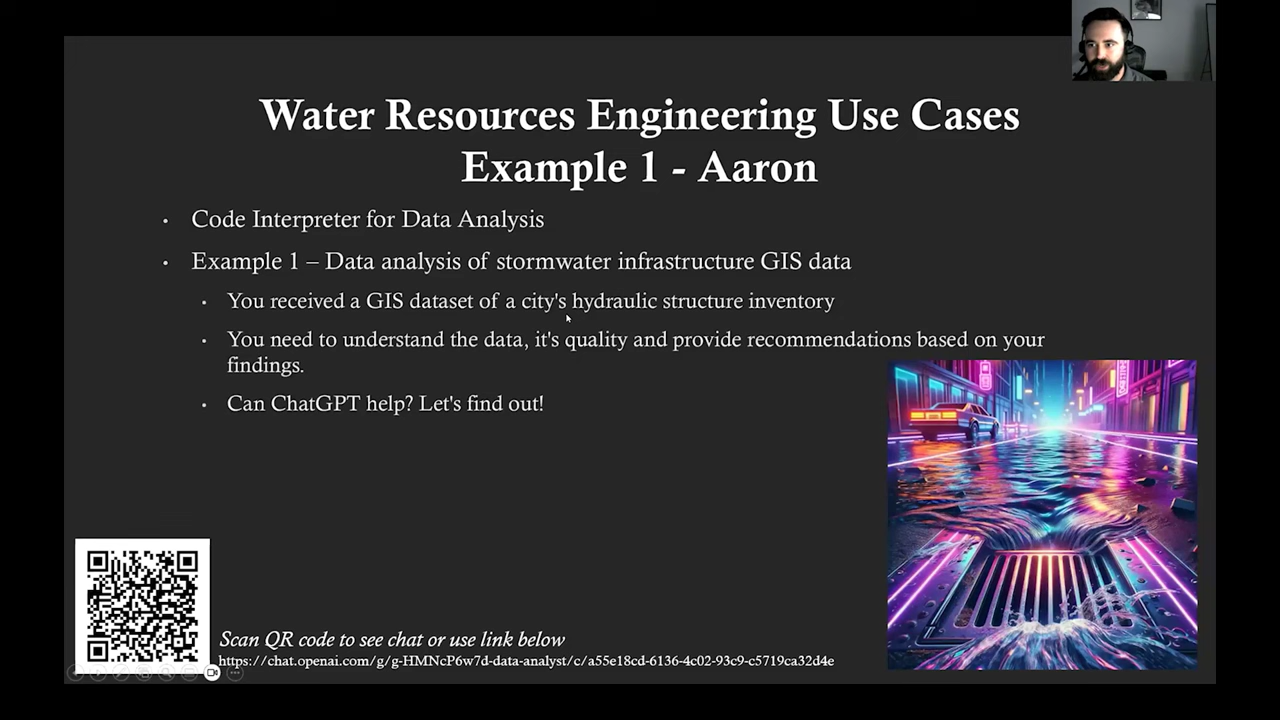 Water Resources Engineering Use Cases
Example 1 - Aaron
• Code Interpreter for Data Analysis
• Example 1 – Data analysis of stormwater infrastructure GIS data
• You received a GIS dataset of a city's hydraulic structure inventory
• You need to understand the data, it's quality and provide recommendations based on your
findings.
• Can ChatGPT help? Let's find out!
Scan QR code to see chat or use link below
https://chat.openai.com/g/g-HMNcP6w7d-data-analyst/c/a55e18cd-6136-4c02-93c9-c5719ca32d4e